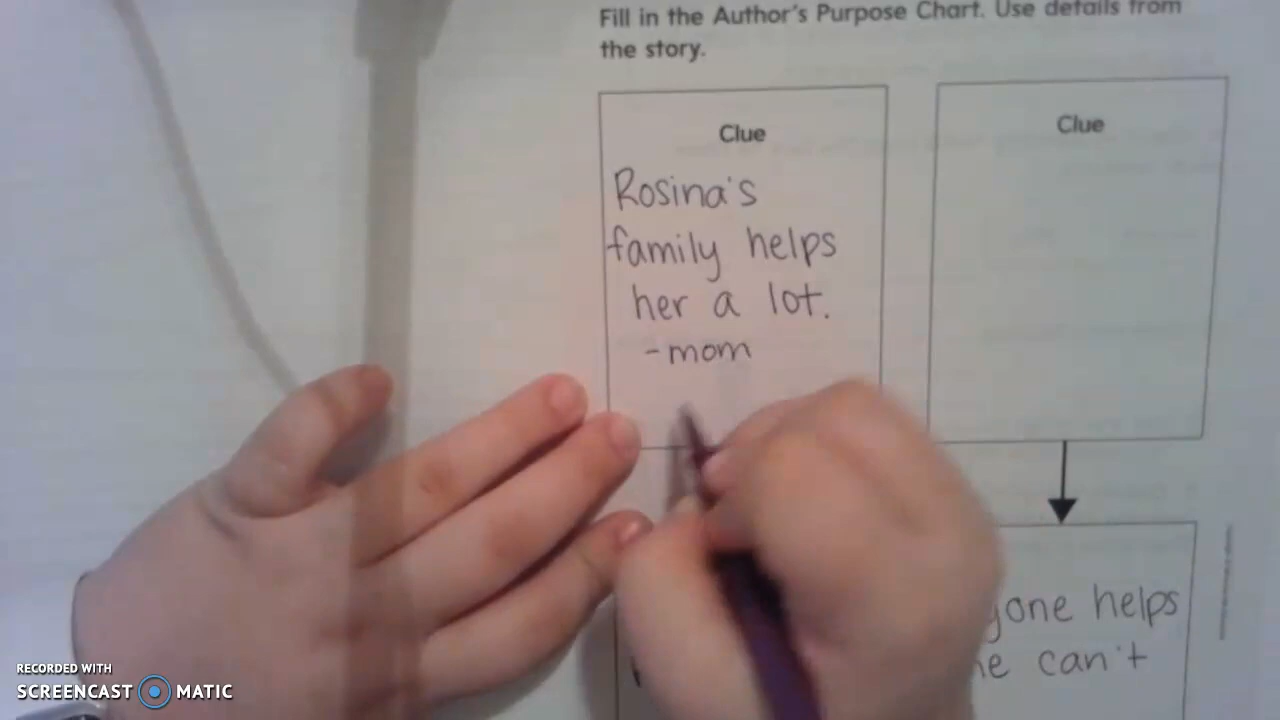 Fill in the Author's Purpose Chart. Use details from
the story.
Clue
Rosina's
family helps
her a lot.
-mom
Clue
helps
can't
RECORDED WITH
SCREENCAST MATIC